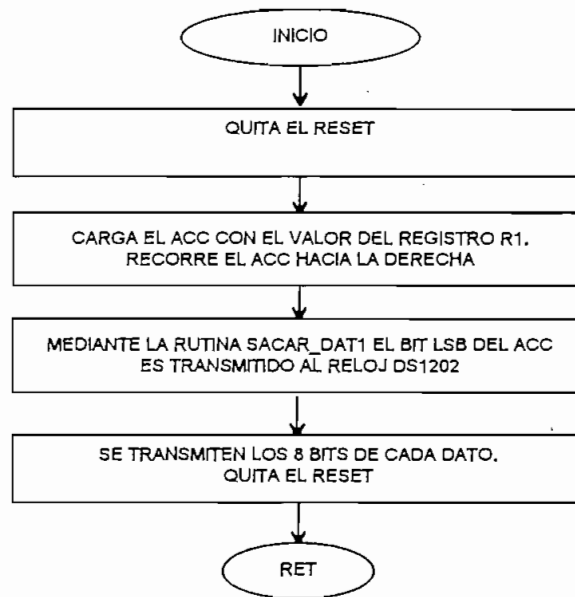 INICIO
QUITA EL RESET
CARGA EL ACC CON EL VALOR DEL REGISTRO R1.
RECORRE EL ACC HACIA LA DERECHA
MEDIANTE LA RUTINA SACAR_DAT1 EL BIT LSB DEL ACC
ES TRANSMITIDO AL RELOJ DS1202
SE TRANSMITEN LOS 8 BITS DE CADA DATO.
QUITA EL RESET
RET